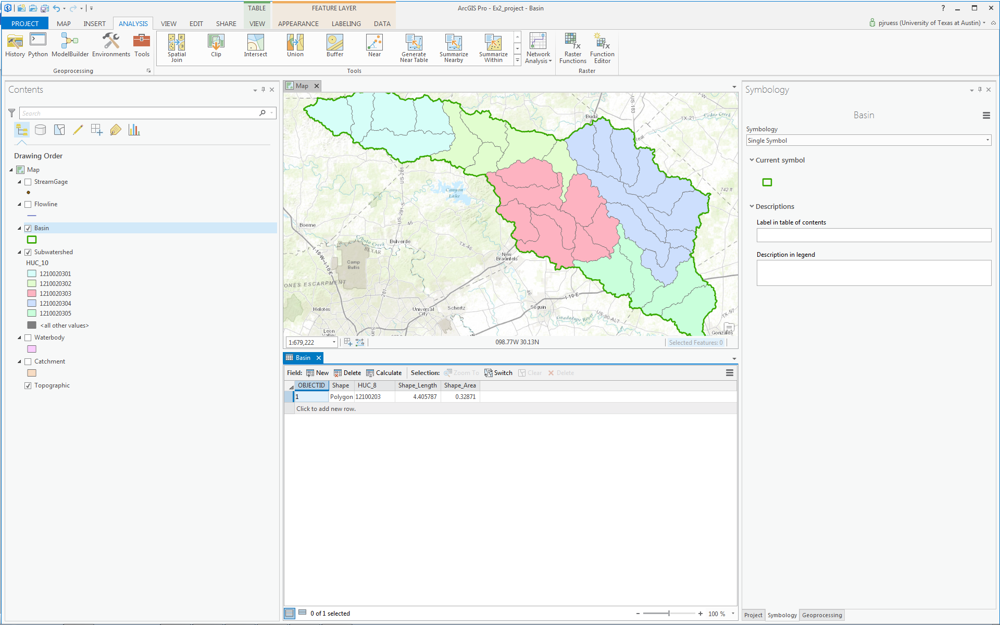 TABLE
FEATURE LAYER
ArcGIS Pro - Ex2_project - Basin
?
PROJECT
MAP
INSERT
ANALYSIS
VIEW
EDIT
SHARE
VIEW
APPEARANCE
LABELING
DATA
pjruess (University of Texas at Austin)
History
Python
ModelBuilder
Environments
Tools
Geoprocessing
Spatial Join
Clip
Intersect
Union
Buffer
Near
Generate Near Table
Summarize Nearby
Summarize Within
Tools
Network Analysis
Raster Functions
Function Editor
Raster
Contents
Search
Drawing Order
Map
StreamGage
Flowline
Basin
Subwatershed
HUC_10
1210020301
1210020302
1210020303
1210020304
1210020305
<all other values>
Waterbody
Catchment
Topographic
Map
I-W
US-183
Cedar Creek
TX-21
Buda
Real
US-281
Canyon Lake
742 ft
US-281-S
46
Boerne
Cibolo Creek
BEXAR
Bulverde
TX-46
I-10-W
I-10-E
Camp Bullis
New Braunfels
ONES ESCARPMENT
281
46
I-10-E
Helotes
Universal City
Schertz
Seguin
Guadalupe River
US-90-ALT
TX-97
Leon Valley
Gonzales
1:679,222
098.77W 30.13N
Selected Features: 0
Basin
Field: New Delete Calculate Selection: Zoom To Switch Clear Delete
OBJECTID Shape HUC_8 Shape_Length Shape_Area
1 Polygon 12100203 4.405787 0.32871
Click to add new row.
0 of 1 selected
100 %
Symbology
Basin
Symbology
Single Symbol
Current symbol
Descriptions
Label in table of contents
Description in legend
Project
Symbology
Geoprocessing